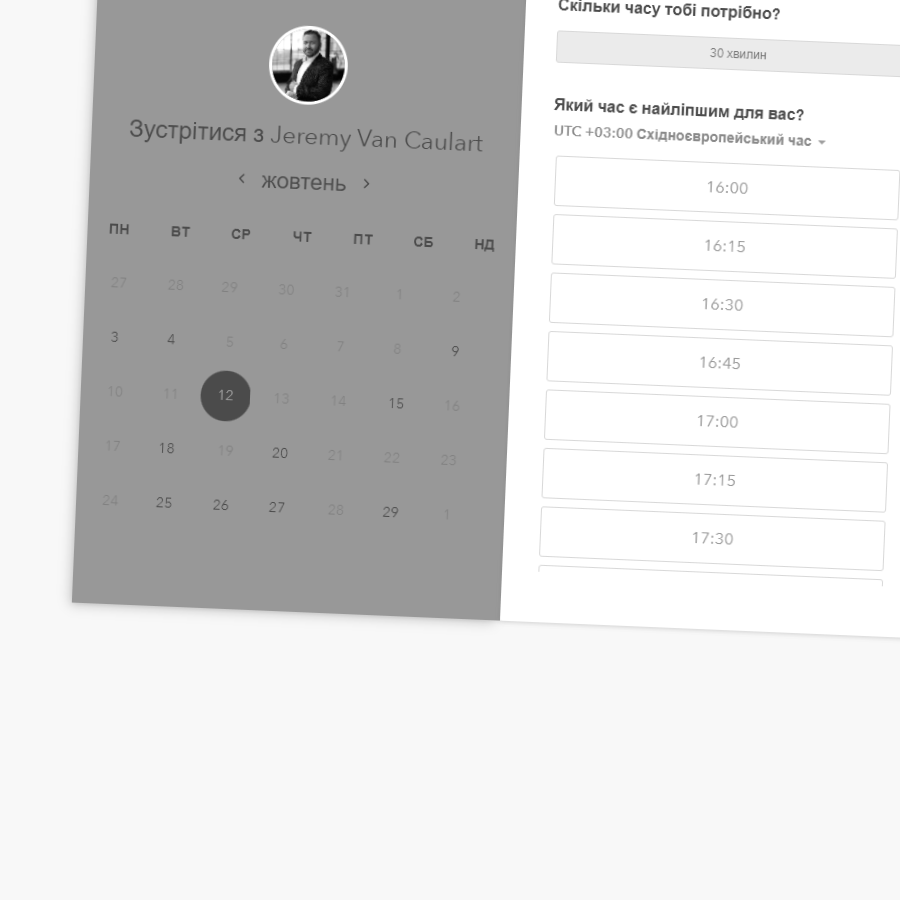 Зустрітися з Jeremy Van Caulart
жовтень
ПН ВТ СР ЧТ ПТ СБ НД
27 28 29 30 31 1 2
3 4 5 6 7 8 9
10 11 12 13 14 15 16
17 18 19 20 21 22 23
24 25 26 27 28 29 1
Скільки часу тобі потрібно?
30 хвилин
Який час є найліпшим для вас?
UTC +03:00 Східноєвропейський час
16:00
16:15
16:30
16:45
17:00
17:15
17:30